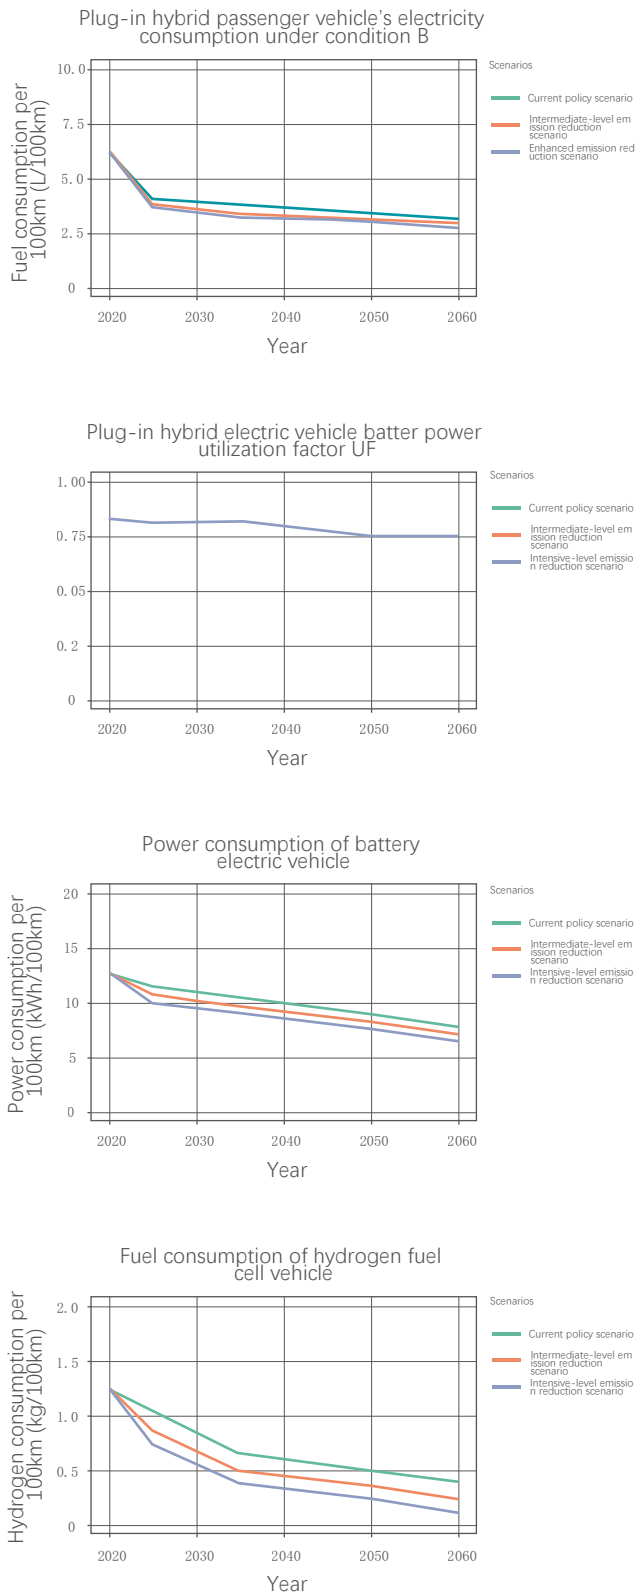 Plug-in hybrid passenger vehicle's electricity
consumption under condition B
Fuel consumption per
100km (L/100km)
10.0
7.5
5.0
2.5
0
2020
2030
2040
2050
2060
Year
Scenarios
Current policy scenario
Intermediate-level em
ission reduction
scenario
Enhanced emission red
uction scenario
Plug-in hybrid electric vehicle batter power
utilization factor UF
1.00
0.75
0.05
0.2
0
2020
2030
2040
2050
2060
Year
Scenarios
Current policy scenario
Intermediate-level em
ission reduction
scenario
Intensive-level emissio
n reduction scenario
Power consumption of battery
electric vehicle
Power consumption per
100km (kWh/100km)
20
15
10
5
0
2020
2030
2040
2050
2060
Year
Scenarios
Current policy scenario
Intermediate-level em
ission reduction
scenario
Intensive-level emissio
n reduction scenario
Fuel consumption of hydrogen fuel
cell vehicle
Hydrogen consumption per
100km (kg/100km)
2.0
1.5
1.0
0.5
0
2020
2030
2040
2050
2060
Year
Scenarios
Current policy scenario
Intermediate-level em
ission reduction
scenario
Intensive-level emissio
n reduction scenario